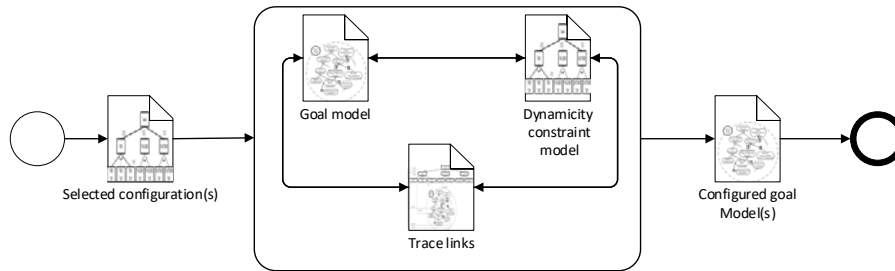 Goal model
Dynamicity
constraint
model
Selected configuration(s)
Configured goal
Model(s)
Trace links